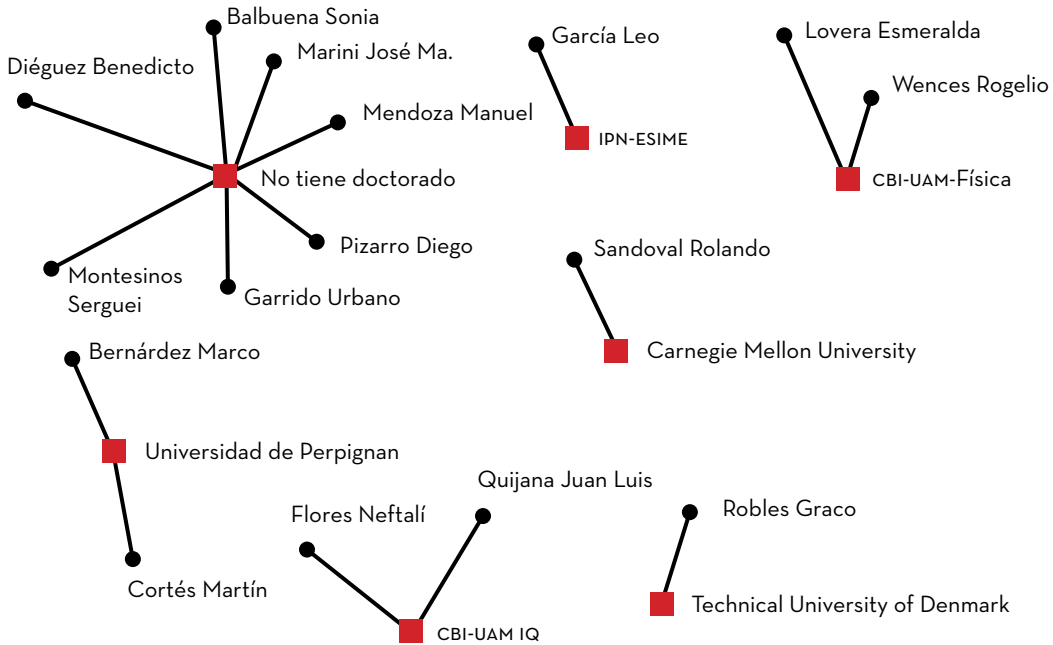 Balbuena Sonia
García Leo
Lovera Esmeralda
Marini José Ma.
Diéguez Benedicto
Wences Rogelio
Mendoza Manuel
IPN-ESIME
No tiene doctorado
CBI-UAM-Física
Pizarro Diego
Sandoval Rolando
Montesinos
Serguei
Garrido Urbano
Bernárdez Marco
Carnegie Mellon University
Universidad de Perpignan
Quijana Juan Luis
Flores Neftalí
Robles Graco
Cortés Martín
Technical University of Denmark
CBI-UAM IQ